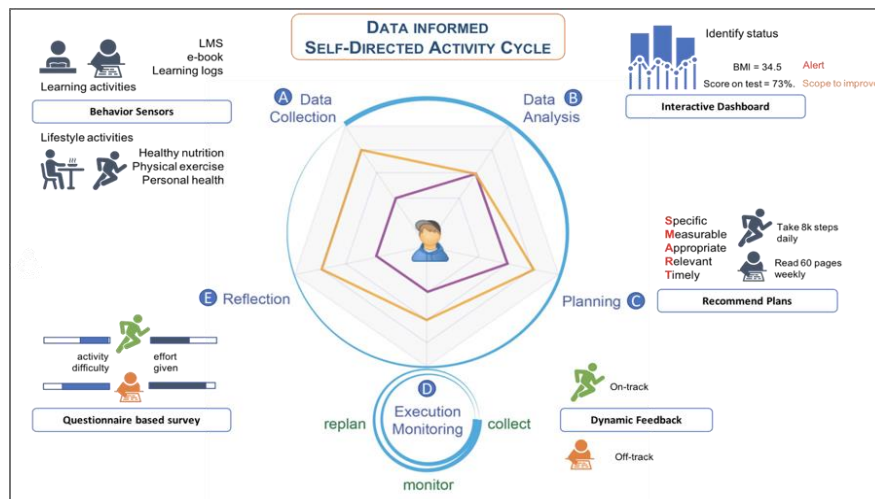 DATA INFORMED
SELF-DIRECTED ACTIVITY CYCLE
LMS
e-book
Learning logs
Learning activities
Behavior Sensors
Lifestyle activities
Healthy nutrition
Physical exercise
Personal health
A Data
Collection
Data B
Analysis
Identify status
BMI = 34.5 Alert
Score on test = 73%. Scope to improve
Interactive Dashboard
Specific
Measurable
Appropriate
Relevant
Timely
Take 8k steps
daily
Read 60 pages
weekly
Recommend Plans
E Reflection
Planning C
activity
difficulty
effort
given
Questionnaire based survey
D
Execution
Monitoring
replan
collect
monitor
On-track
Dynamic Feedback
Off-track